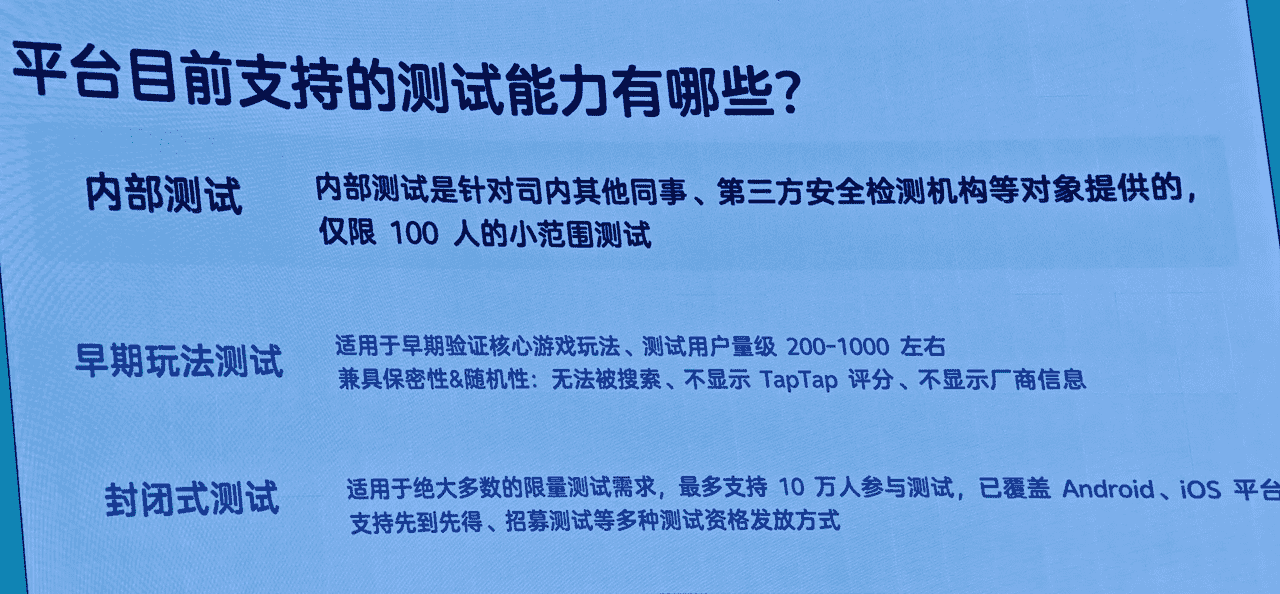 平台目前支持的测试能力有哪些?
内部测试
内部测试是针对司内其他同事、第三方安全检测机构等对象提供的,
仅限 100 人的小范围测试
早期玩法测试
适用于早期验证核心游戏玩法、测试用户量级 200-1000 左右
兼具保密性&随机性：无法被搜索、不显示 TapTap 评分、不显示厂商信息
封闭式测试
适用于绝大多数的限量测试需求，最多支持 10 万人参与测试，已覆盖 Android、iOS 平台
支持先到先得、招募测试等多种测试资格发放方式